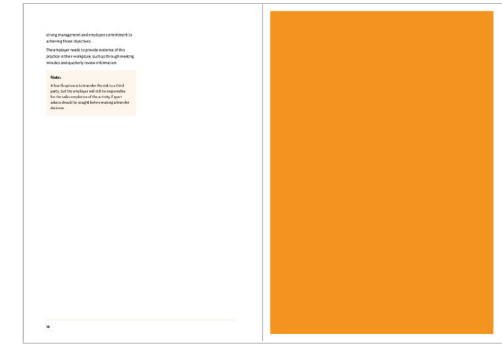 strong management and employee commitment to
achieving those objectives.
The employer needs to provide evidence of this
practice in their workplace, such as through meeting
minutes and quarterly review information.
Note:
A fourth option is to transfer the risk to a third
party, but the employer will still be responsible
for the safe completion of the activity. Expert
advice should be sought before making a transfer
decision.